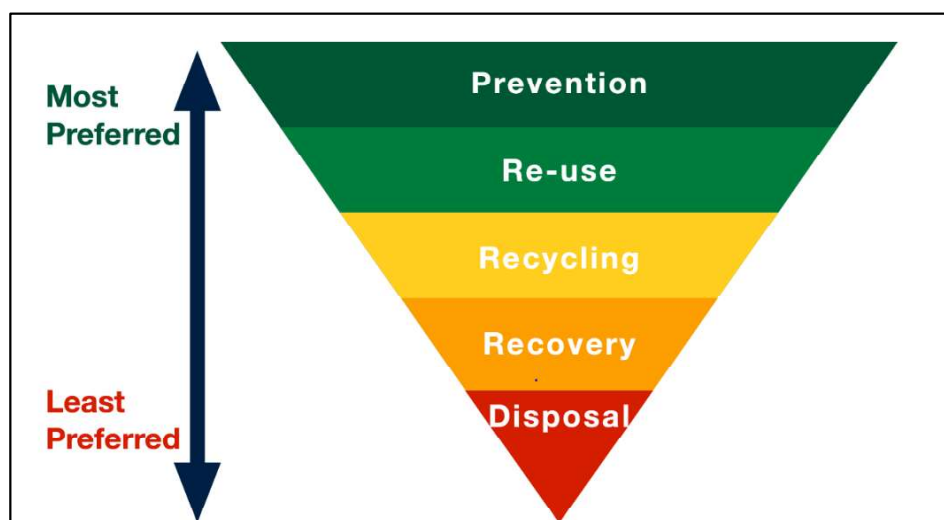 Most
Preferred
Prevention
Re-use
Recycling
Recovery
Least
Preferred
Disposal